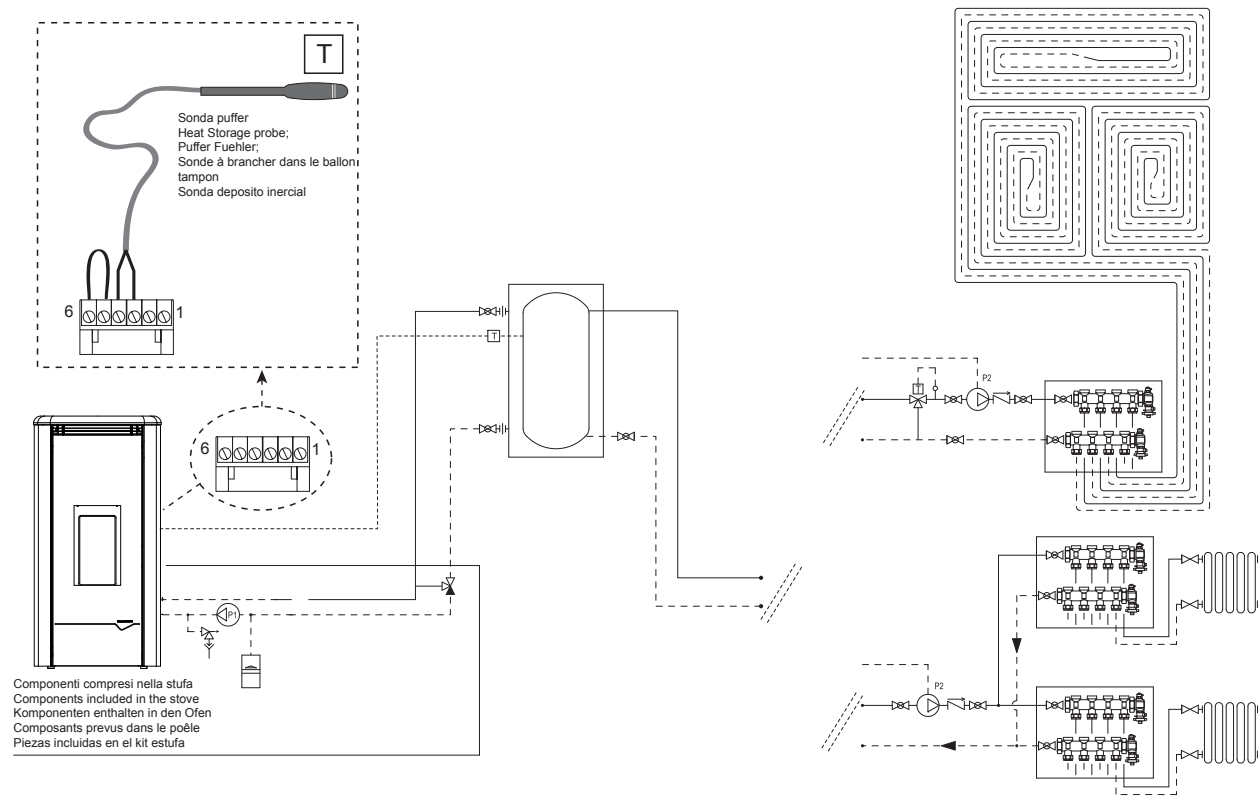 T
Sonda puffer
Heat Storage probe;
Puffer Fuehler;
Sonde à brancher dans le ballon
tampon
Sonda deposito inercial
6
1
6
1
T
P1
Componenti compresi nella stufa
Components included in the stove
Komponenten enthalten in den Ofen
Composants prevus dans le poêle
Piezas incluidas en el kit estufa
T
P2
P2